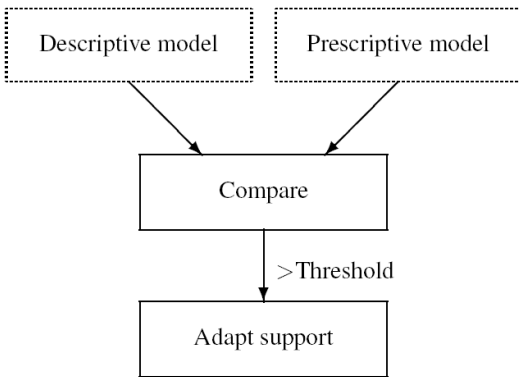 Descriptive model
Prescriptive model
Compare
>Threshold
Adapt support